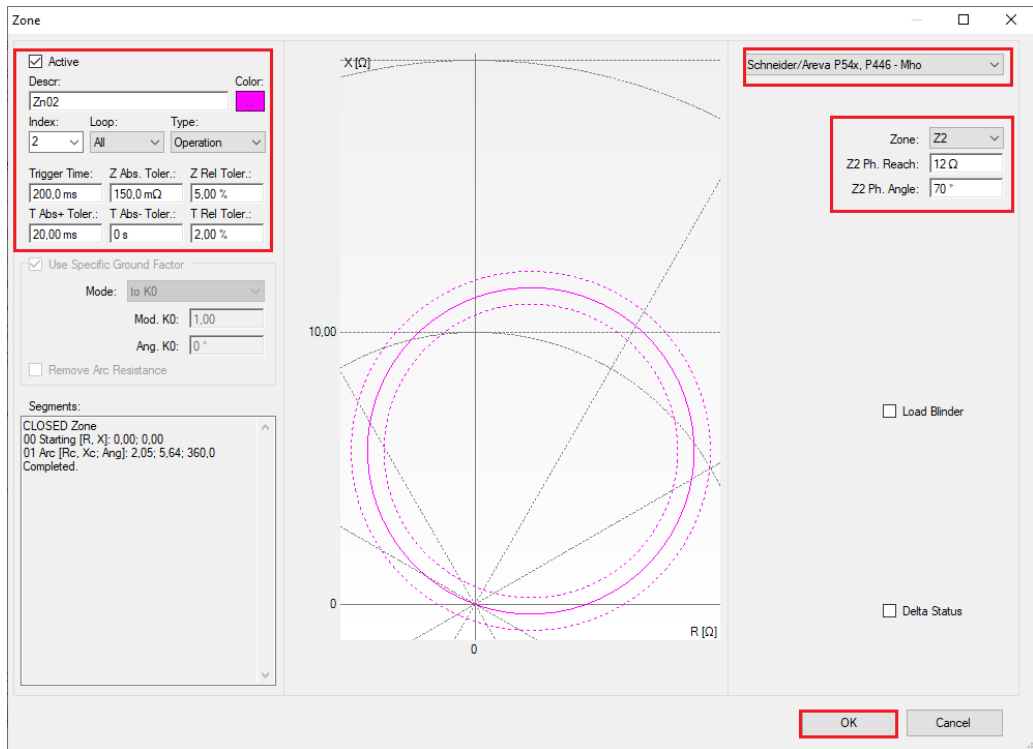 Zone
Active
Descr: Color:
Zn02 ...
Index: Loop: Type:
2 All Operation
Trigger Time: Z Abs. Toler.: Z Rel Toler.:
200,0 ms 150,0 mΩ 5,00 %
T Abs+ Toler.: T Abs- Toler.: T Rel Toler.:
20,00 ms 0 s 2,00 %
Use Specific Ground Factor
Mode: to K0
Mod. K0: 1,00
Ang. K0: 0 °
Remove Arc Resistance
Segments:
CLOSED Zone
00 Starting [R, X]: 0,00; 0,00
01 Arc [Rc, Xc; Ang]: 2,05; 5,64; 360,0
Completed.
X [Ω]
10,00
0
0
R [Ω]
Schneider/Areva P54x, P446 - Mho
Zone: Z2
Z2 Ph. Reach: 12 Ω
Z2 Ph. Angle: 70 °
Load Blinder
Delta Status
OK Cancel